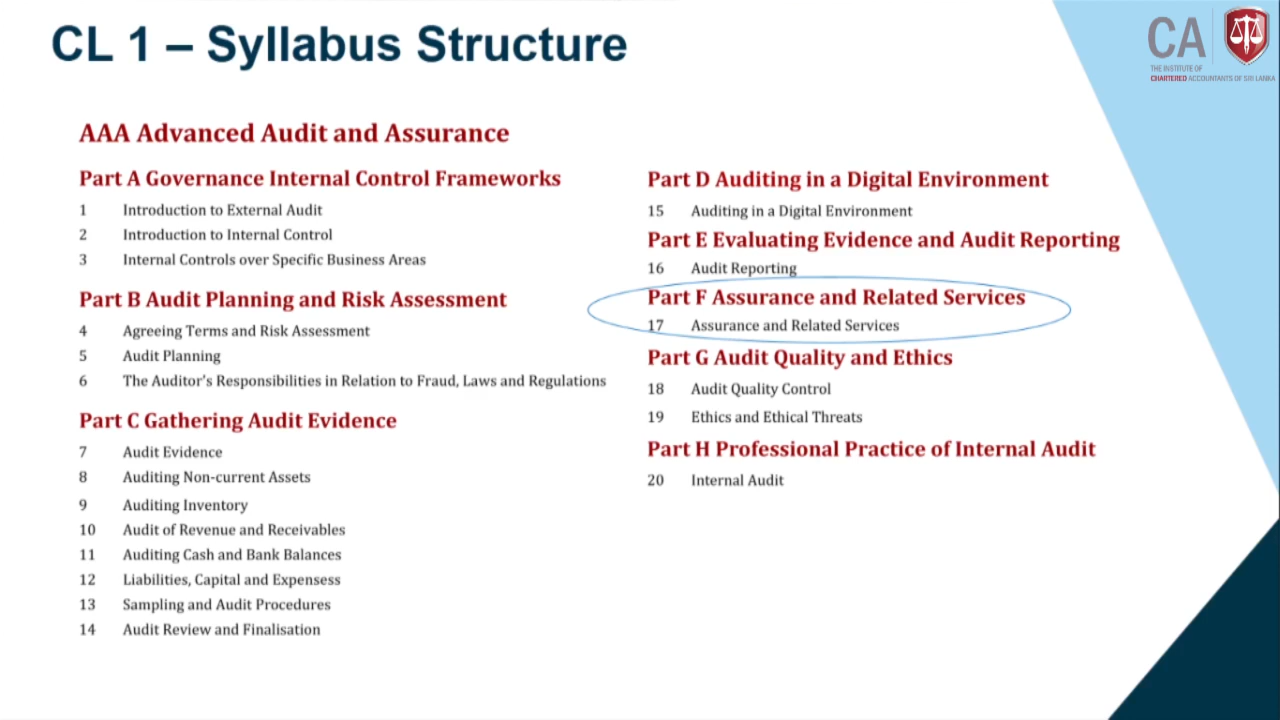 CL 1 – Syllabus Structure
CA
THE INSTITUTE OF
CHARTERED ACCOUNTANTS OF SRI LANKA
AAA Advanced Audit and Assurance
Part A Governance Internal Control Frameworks
1 Introduction to External Audit
2 Introduction to Internal Control
3 Internal Controls over Specific Business Areas
Part B Audit Planning and Risk Assessment
4 Agreeing Terms and Risk Assessment
5 Audit Planning
6 The Auditor's Responsibilities in Relation to Fraud, Laws and Regulations
Part C Gathering Audit Evidence
7 Audit Evidence
8 Auditing Non-current Assets
9 Auditing Inventory
10 Audit of Revenue and Receivables
11 Auditing Cash and Bank Balances
12 Liabilities, Capital and Expensess
13 Sampling and Audit Procedures
14 Audit Review and Finalisation
Part D Auditing in a Digital Environment
15 Auditing in a Digital Environment
Part E Evaluating Evidence and Audit Reporting
16 Audit Reporting
Part F Assurance and Related Services
17 Assurance and Related Services
Part G Audit Quality and Ethics
18 Audit Quality Control
19 Ethics and Ethical Threats
Part H Professional Practice of Internal Audit
20 Internal Audit